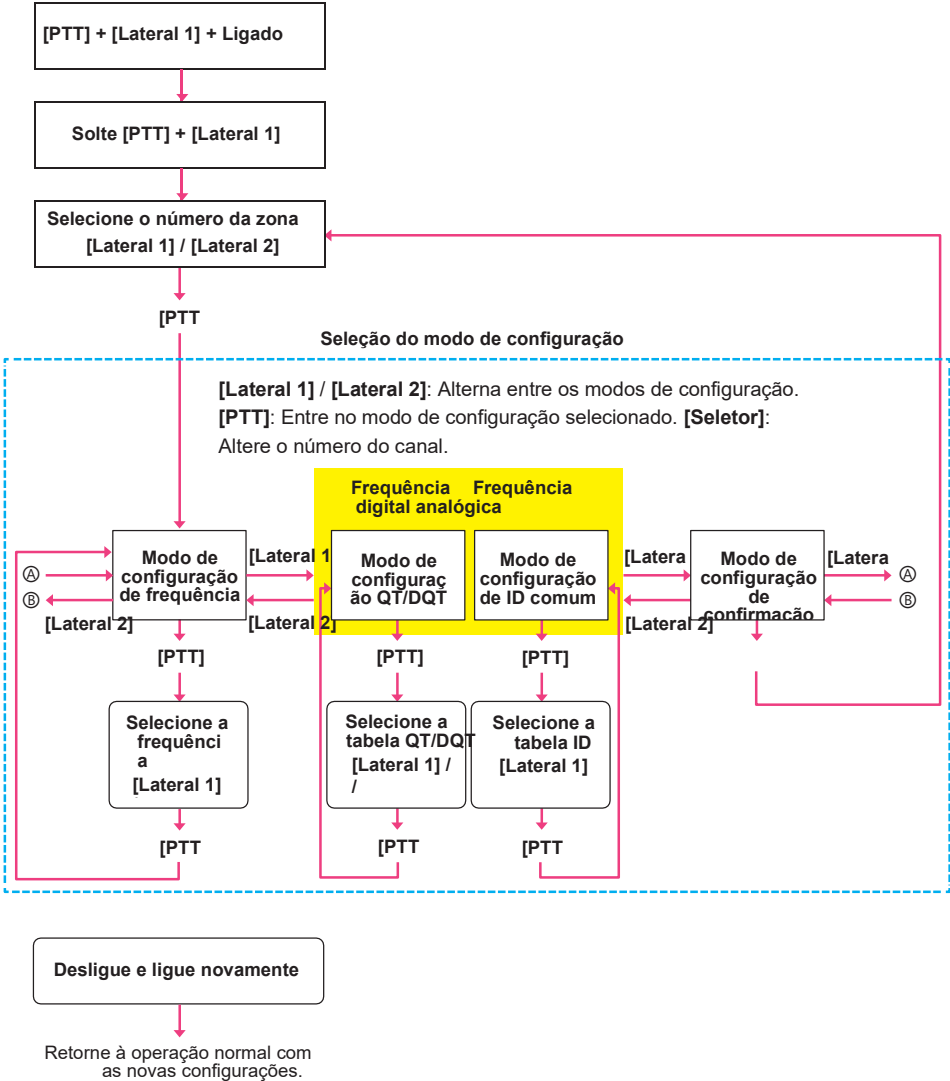 [PTT] + [Lateral 1] + Ligado
Solte [PTT] + [Lateral 1]
Selecione o número da zona
[Lateral 1] / [Lateral 2]
[PTT
Seleção do modo de configuração
[Lateral 1] / [Lateral 2]: Alterna entre os modos de configuração.
[PTT]: Entre no modo de configuração selecionado. [Seletor]:
Altere o número do canal.
Frequência Frequência
digital analógica
Ⓐ
Ⓑ
[Lateral 2]
Modo de
configuração
de frequência
[Lateral 1
[Lateral 2]
Modo de
configuraç
ão QT/DQT
Modo de
configuração
de ID comum
[Latera
[Lateral 2]
Modo de
configuração
de
confirmação
[Latera
Ⓐ
Ⓑ
[PTT]
[PTT]
[PTT]
Selecione a
frequênci
a
[Lateral 1]
Selecione a
tabela QT/DQT
[Lateral 1] /
/
Selecione a
tabela ID
[Lateral 1]
[PTT
[PTT
[PTT
Desligue e ligue novamente
Retorne à operação normal com
as novas configurações.